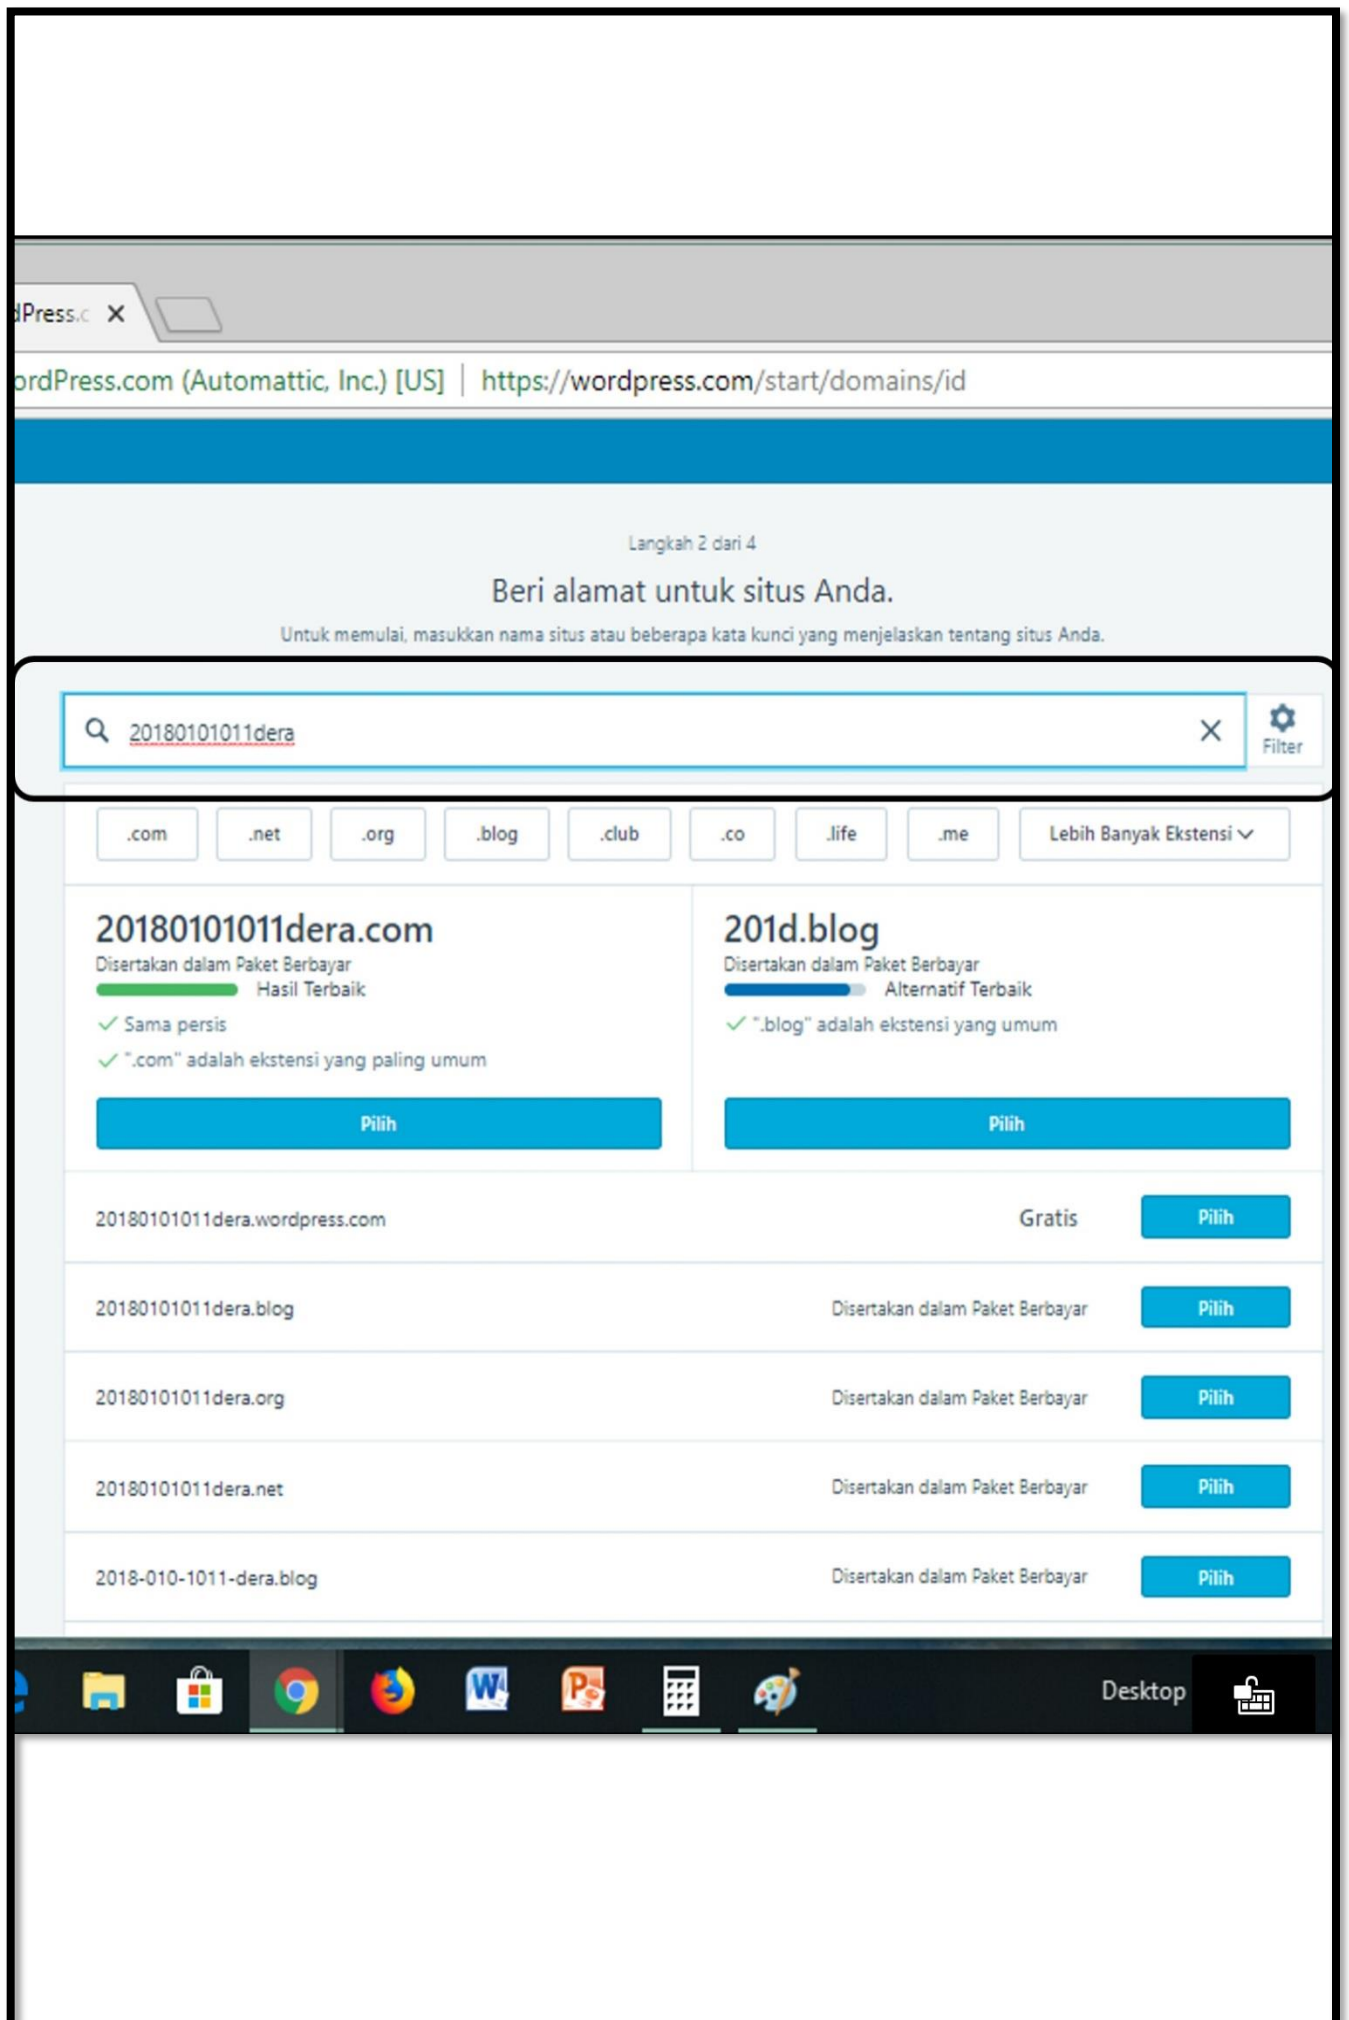 dPress.c
ordPress.com (Automattic, Inc.) [US] | https://wordpress.com/start/domains/id
Langkah 2 dari 4
Beri alamat untuk situs Anda.
Untuk memulai, masukkan nama situs atau beberapa kata kunci yang menjelaskan tentang situs Anda.
20180101011dera
Filter
.com .net .org .blog .club .co .life .me Lebih Banyak Ekstensi
20180101011dera.com
Disertakan dalam Paket Berbayar
Hasil Terbaik
Sama persis
".com" adalah ekstensi yang paling umum
Pilih
201d.blog
Disertakan dalam Paket Berbayar
Alternatif Terbaik
".blog" adalah ekstensi yang umum
Pilih
20180101011dera.wordpress.com Gratis Pilih
20180101011dera.blog Disertakan dalam Paket Berbayar Pilih
20180101011dera.org Disertakan dalam Paket Berbayar Pilih
20180101011dera.net Disertakan dalam Paket Berbayar Pilih
2018-010-1011-dera.blog Disertakan dalam Paket Berbayar Pilih
Desktop